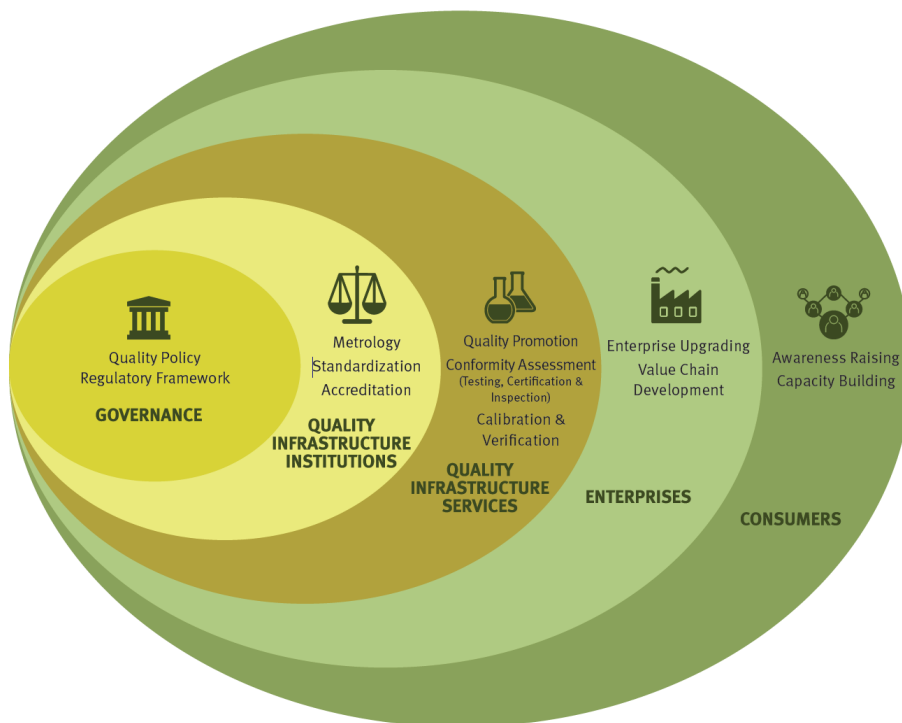 Quality Policy
Regulatory Framework
GOVERNANCE
Metrology
Standardization
Accreditation
QUALITY
INFRASTRUCTURE
INSTITUTIONS
Quality Promotion
Conformity Assessment
(Testing, Certification &
Inspection)
Calibration &
Verification
QUALITY
INFRASTRUCTURE
SERVICES
Enterprise Upgrading
Value Chain
Development
ENTERPRISES
Awareness Raising
Capacity Building
CONSUMERS